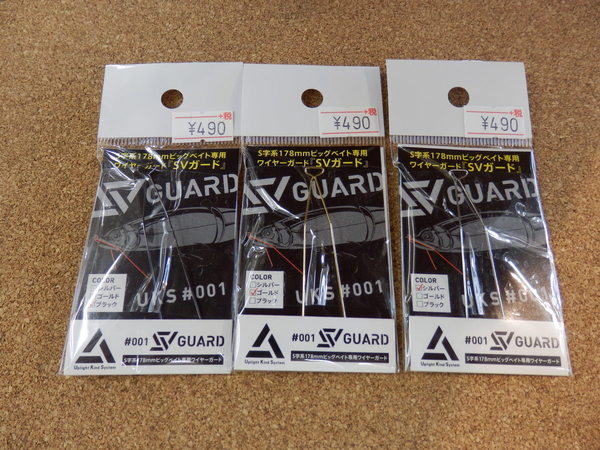 +税
¥490
S字系178mmビッグベイト専用
ワイヤーガード『SVガード』
SV GUARD
COLOR
シルバー
ゴールド
ブラック
UKS #001
#001 SV GUARD
Uplight Kind System
S字系178mmビッグベイト専用ワイヤーガード
+税
¥490
S字系178mmビッグベイト専用
ワイヤーガード『SVガード』
SV GUARD
COLOR
シルバー
ゴールド
ブラック
UKS #001
#001 SV GUARD
Uplight Kind System
S字系178mmビッグベイト専用ワイヤーガード
+税
¥490
S字系178mmビッグベイト専用
ワイヤーガード『SVガード』
SV GUARD
COLOR
シルバー
ゴールド
ブラック
UKS #001
#001 SV GUARD
Uplight Kind System
S字系178mmビッグベイト専用ワイヤーガード